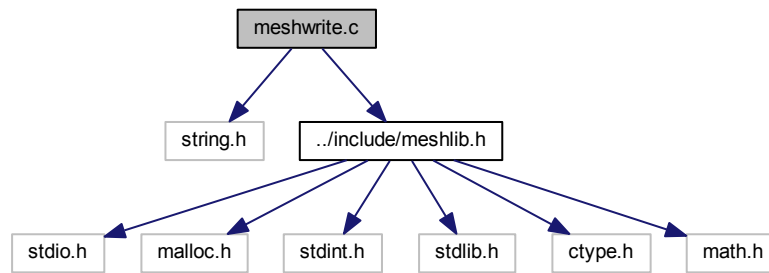 meshwrite.c
string.h
../include/meshlib.h
stdio.h
malloc.h
stdint.h
stdlib.h
ctype.h
math.h